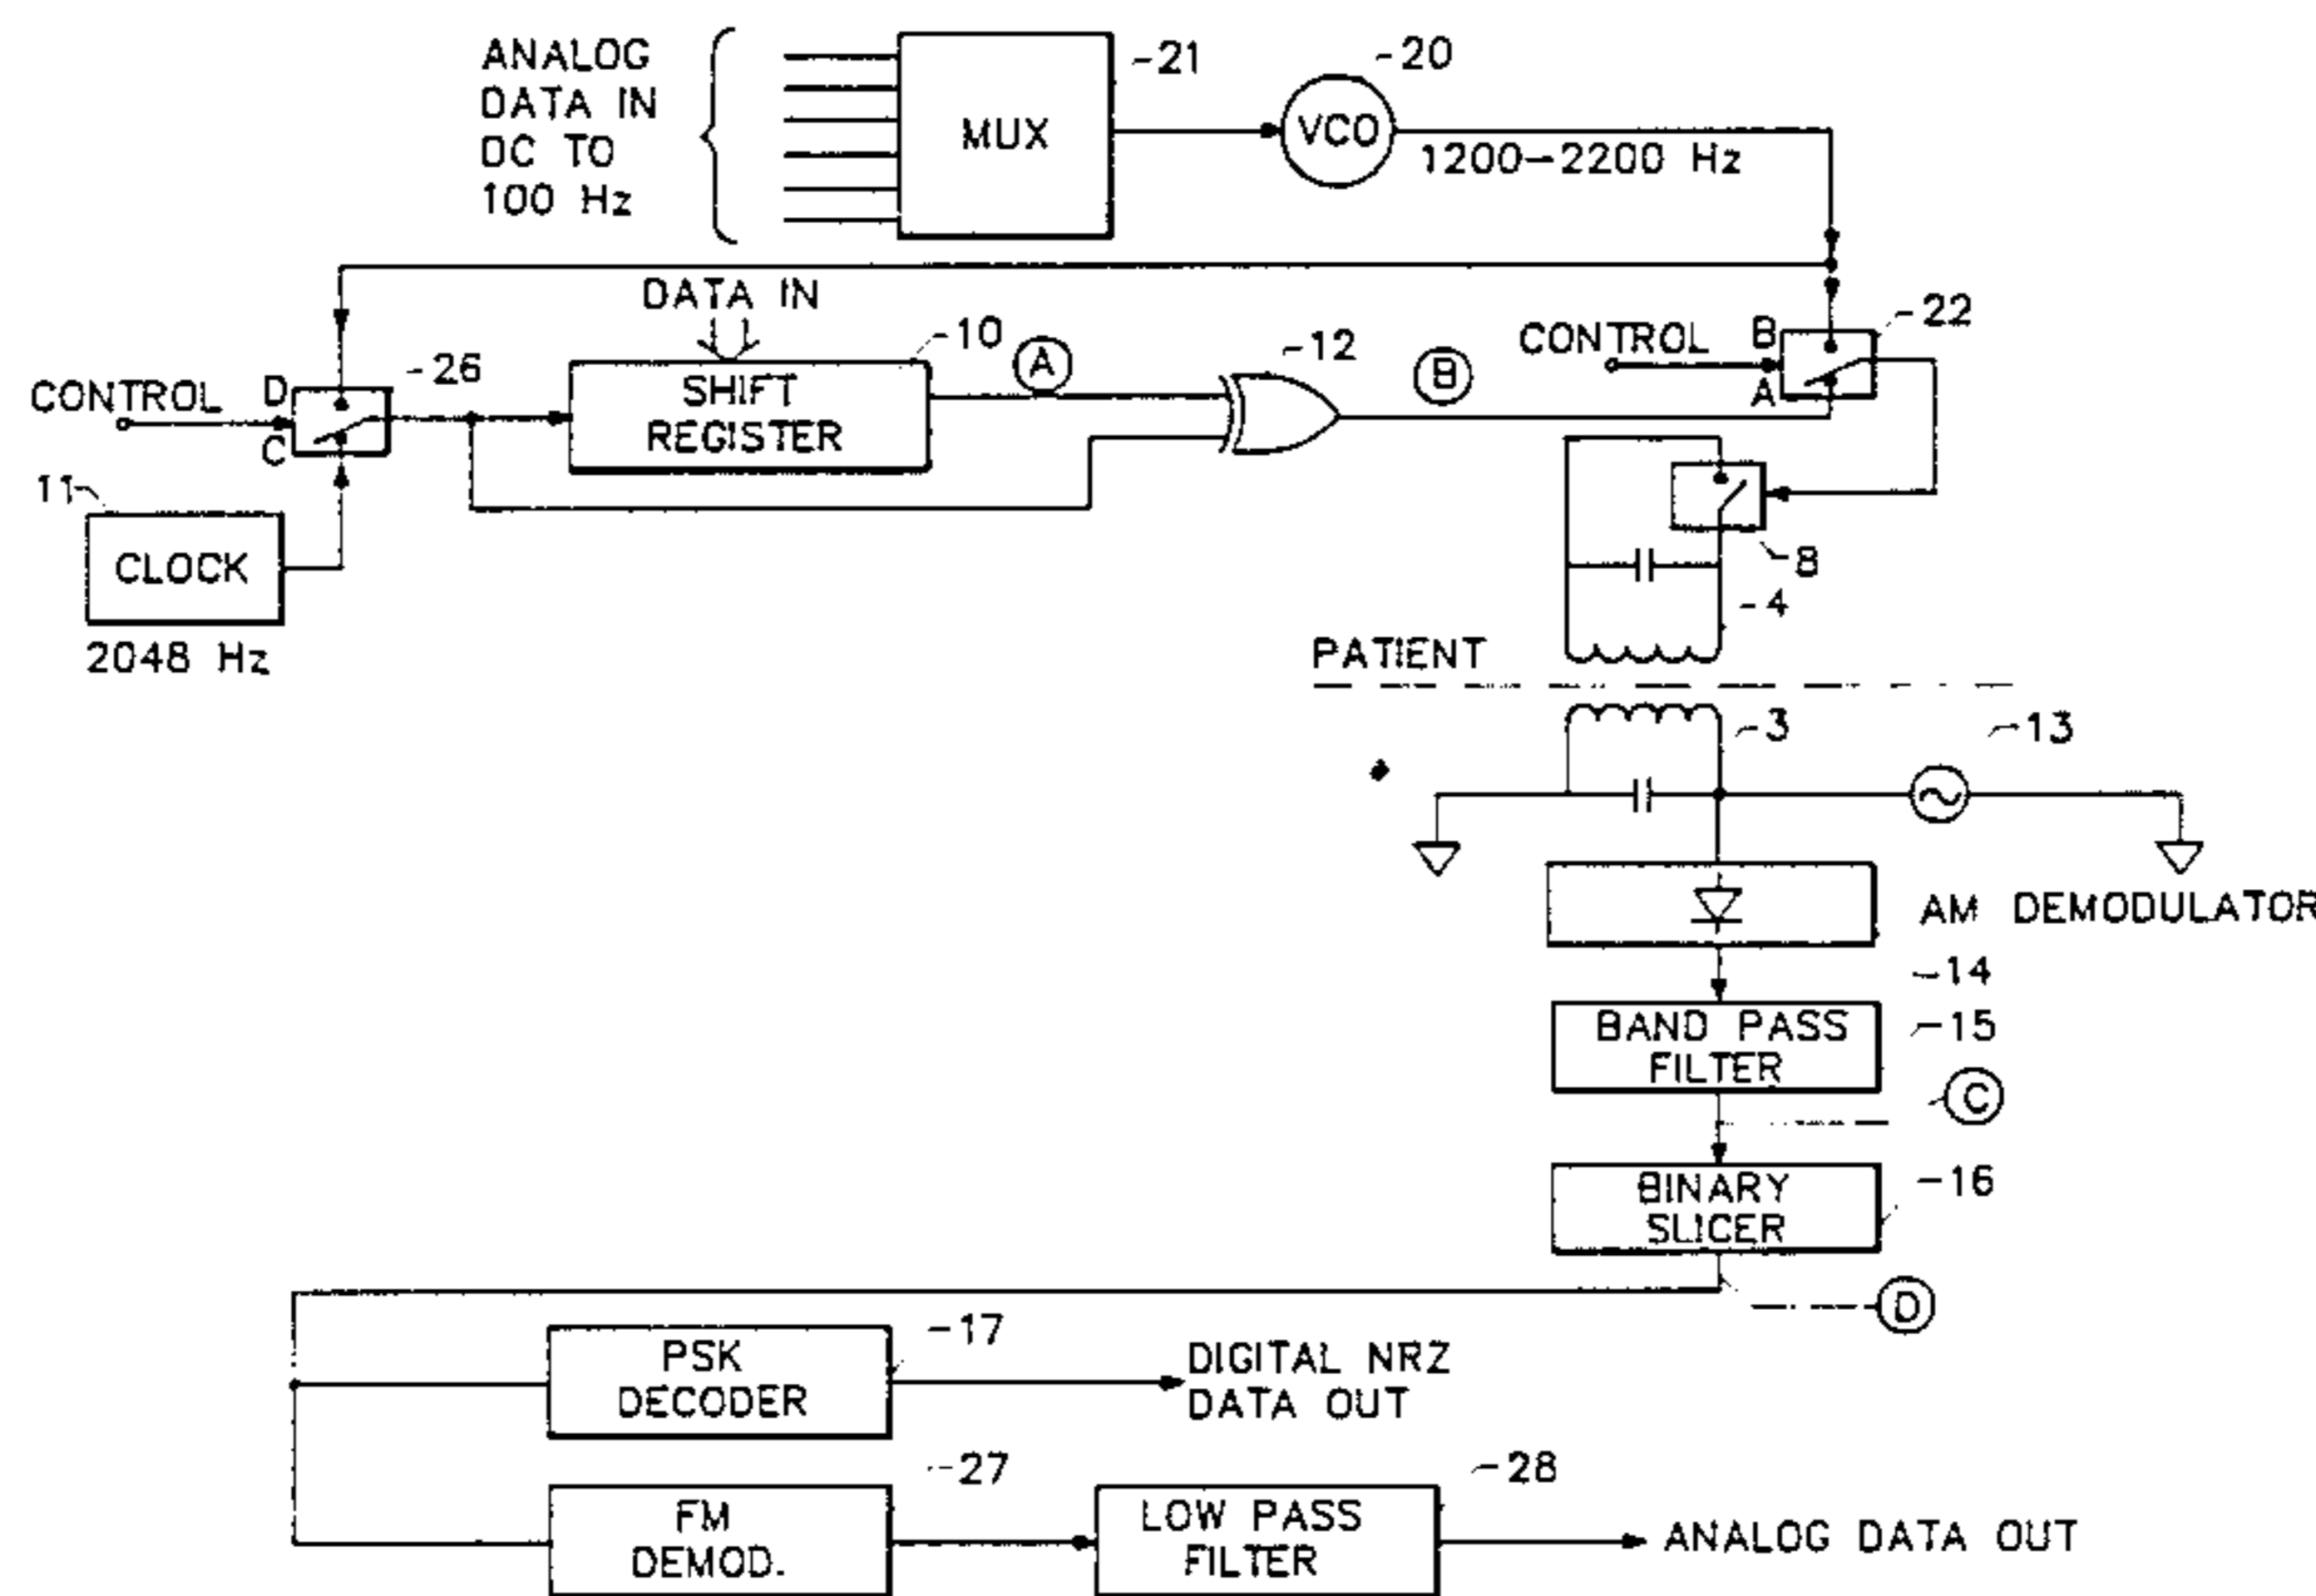 ANALOG
DATA IN
DC TO
100 Hz
MUX
21
VCO
20
1200-2200 Hz
DATA IN
CONTROL
D
C
26
SHIFT
REGISTER
10
A
12
B
CONTROL
B
A
22
11
CLOCK
2048 Hz
8
4
PATIENT
3
13
AM DEMODULATOR
14
BAND PASS
FILTER
15
C
BINARY
SLICER
16
D
PSK
DECODER
17
DIGITAL NRZ
DATA OUT
FM
DEMOD.
27
LOW PASS
FILTER
28
ANALOG DATA OUT